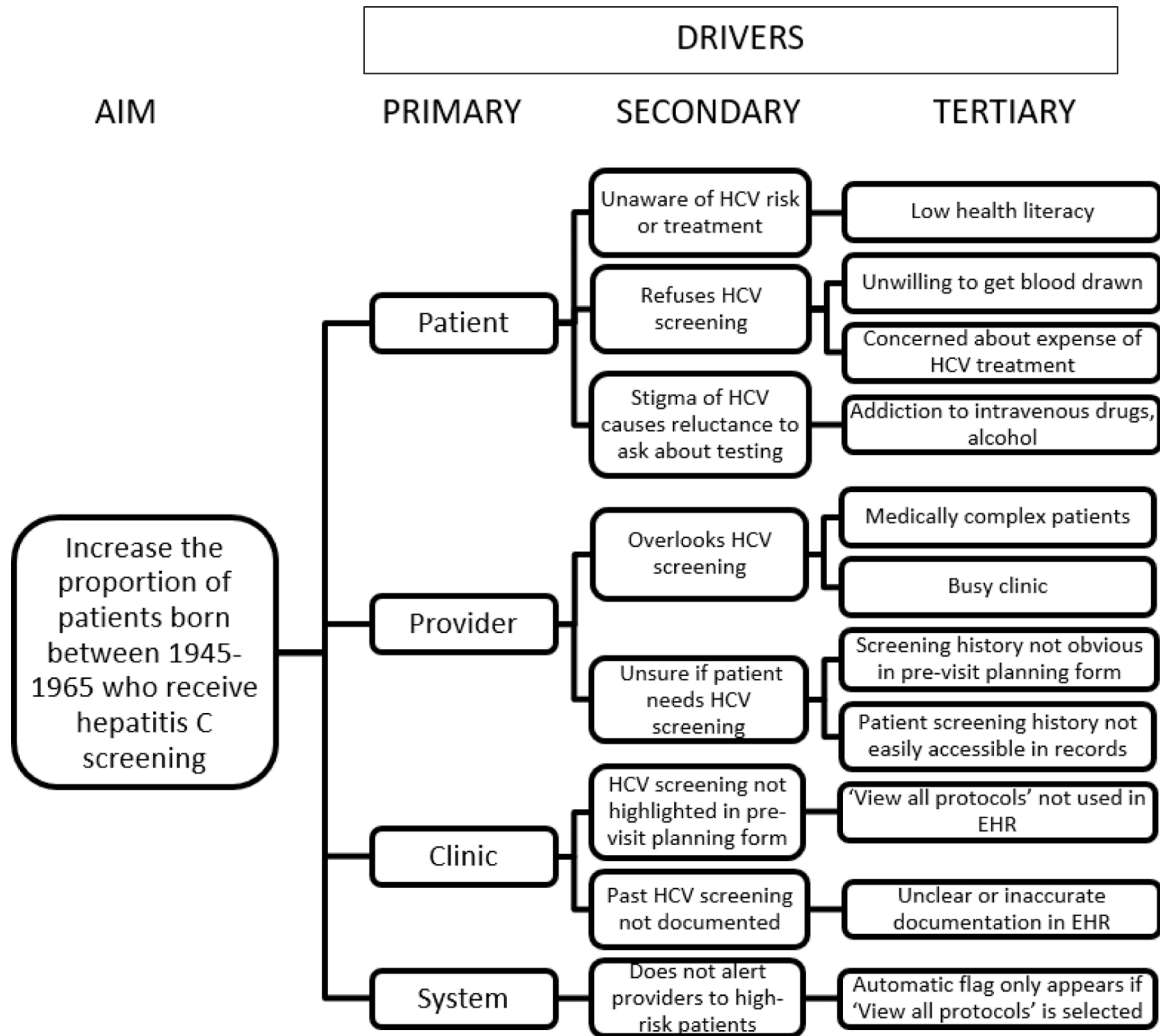 DRIVERS
AIM
PRIMARY
SECONDARY
TERTIARY
Increase the
proportion of
patients born
between 1945-
1965 who receive
hepatitis C
screening
Patient
Unaware of HCV risk
or treatment
Low health literacy
Refuses HCV
screening
Unwilling to get blood drawn
Concerned about expense of
HCV treatment
Stigma of HCV
causes reluctance to
ask about testing
Addiction to intravenous drugs,
alcohol
Provider
Overlooks HCV
screening
Medically complex patients
Busy clinic
Unsure if patient
needs HCV
screening
Screening history not obvious
in pre-visit planning form
Patient screening history not
easily accessible in records
Clinic
HCV screening not
highlighted in pre-
visit planning form
‘View all protocols’ not used in
EHR
Past HCV screening
not documented
Unclear or inaccurate
documentation in EHR
System
Does not alert
providers to high-
risk patients
Automatic flag only appears if
‘View all protocols’ is selected